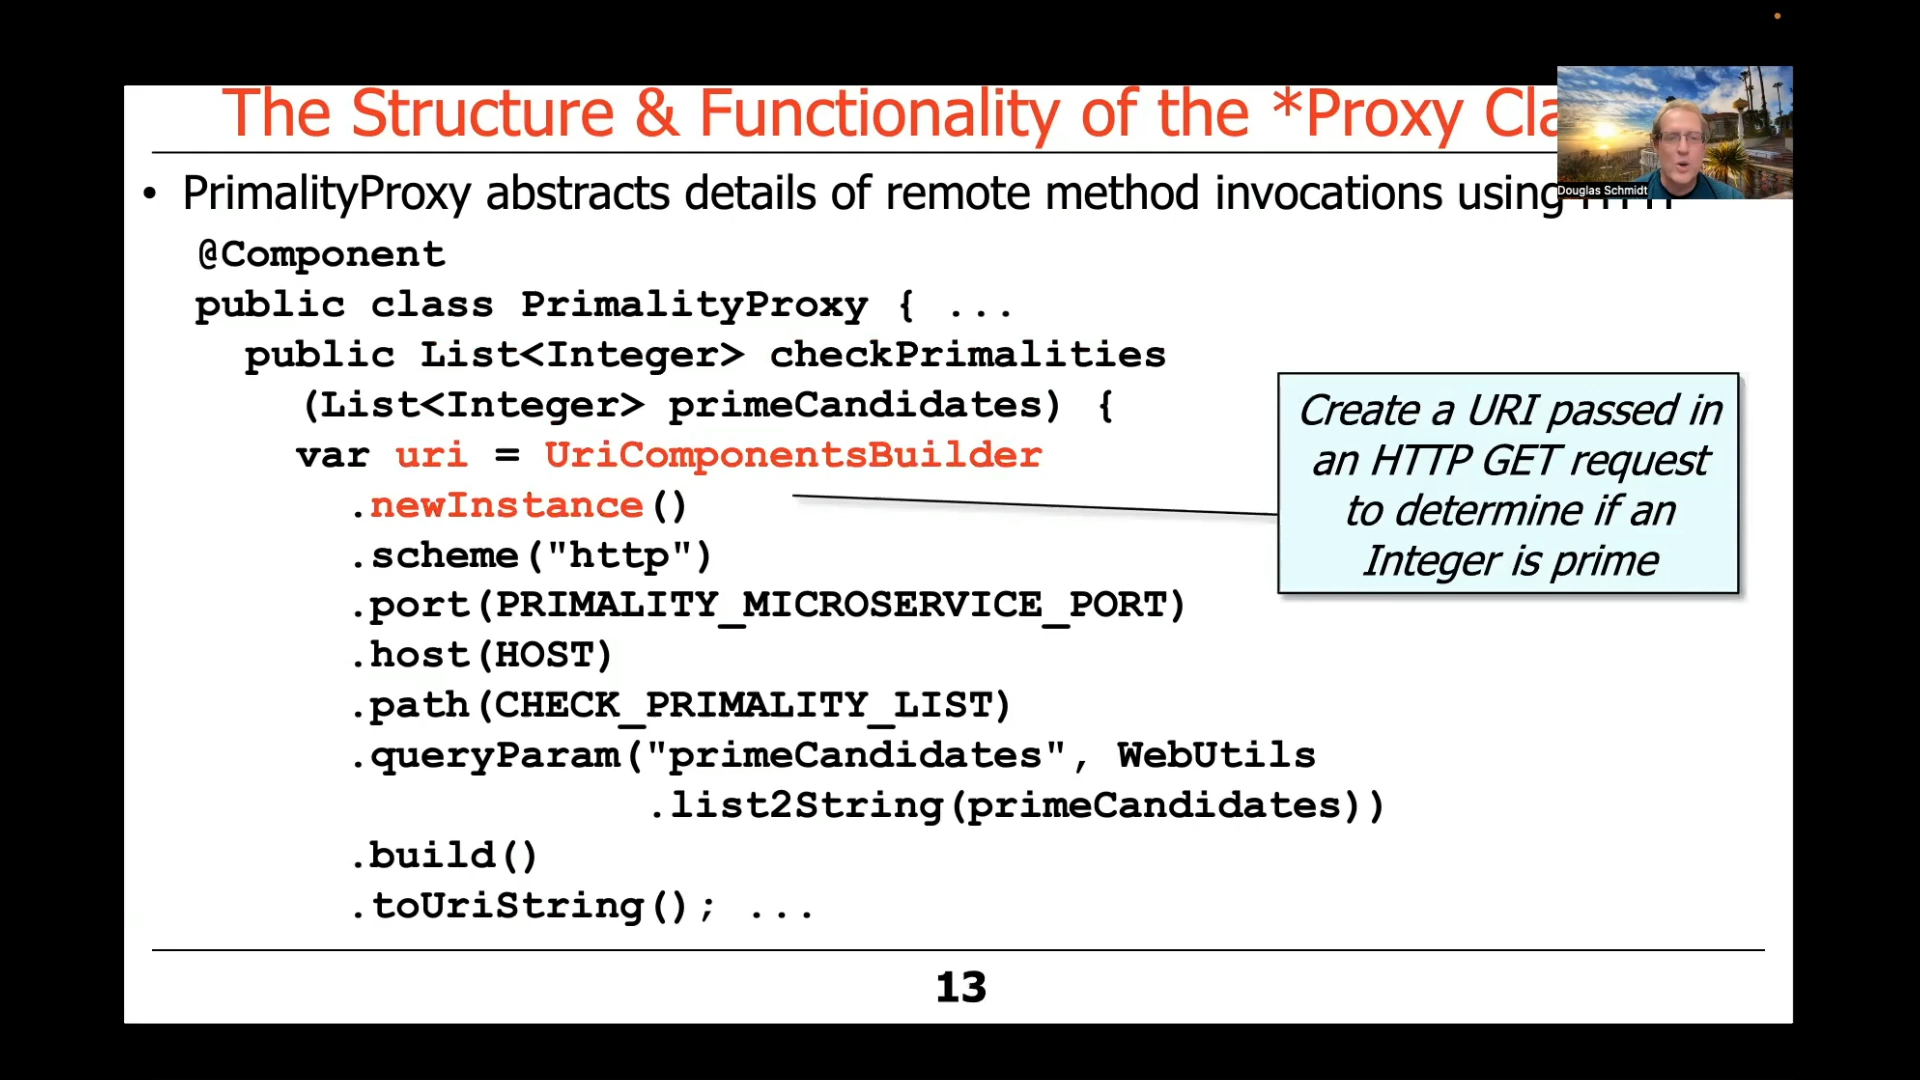 The Structure & Functionality of the *Proxy
Douglas Schmidt
• PrimalityProxy abstracts details of remote method invocations using
@Component
public class PrimalityProxy { ...
public List<Integer> checkPrimalities
(List<Integer> primeCandidates) {
var uri = UriComponentsBuilder
.newInstance()
.scheme("http")
.port(PRIMALITY_MICROSERVICE_PORT)
.host(HOST)
.path(CHECK_PRIMALITY_LIST)
.queryParam("primeCandidates", WebUtils
.list2String(primeCandidates))
.build()
.toUriString(); ...
Create a URI passed in
an HTTP GET request
to determine if an
Integer is prime
13